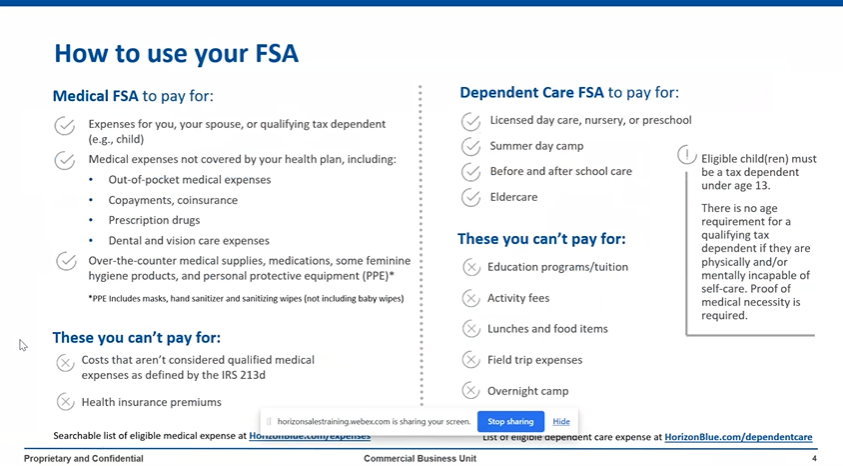 How to use your FSA
Medical FSA to pay for:
Expenses for you, your spouse, or qualifying tax dependent
(e.g., child)
Medical expenses not covered by your health plan, including:
• Out-of-pocket medical expenses
• Copayments, coinsurance
• Prescription drugs
• Dental and vision care expenses
Over-the-counter medical supplies, medications, some feminine
hygiene products, and personal protective equipment (PPE)*
*PPE Includes masks, hand sanitizer and sanitizing wipes (not including baby wipes)
These you can't pay for:
Costs that aren't considered qualified medical
expenses as defined by the IRS 213d
Health insurance premiums
Searchable list of eligible medical expense at HorizonBlue.com/expenses
Dependent Care FSA to pay for:
Licensed day care, nursery, or preschool
Summer day camp
Before and after school care
Eldercare
These you can't pay for:
Education programs/tuition
Activity fees
Lunches and food items
Field trip expenses
Overnight camp
List of eligible dependent care expense at HorizonBlue.com/dependentcare
Eligible child(ren) must
be a tax dependent
under age 13.
There is no age
requirement for a
qualifying tax
dependent if they are
physically and/or
mentally incapable of
self-care. Proof of
medical necessity is
required.
horizonsalestraining.webex.com is sharing your screen.
Stop sharing
Hide
Proprietary and Confidential
Commercial Business Unit
4